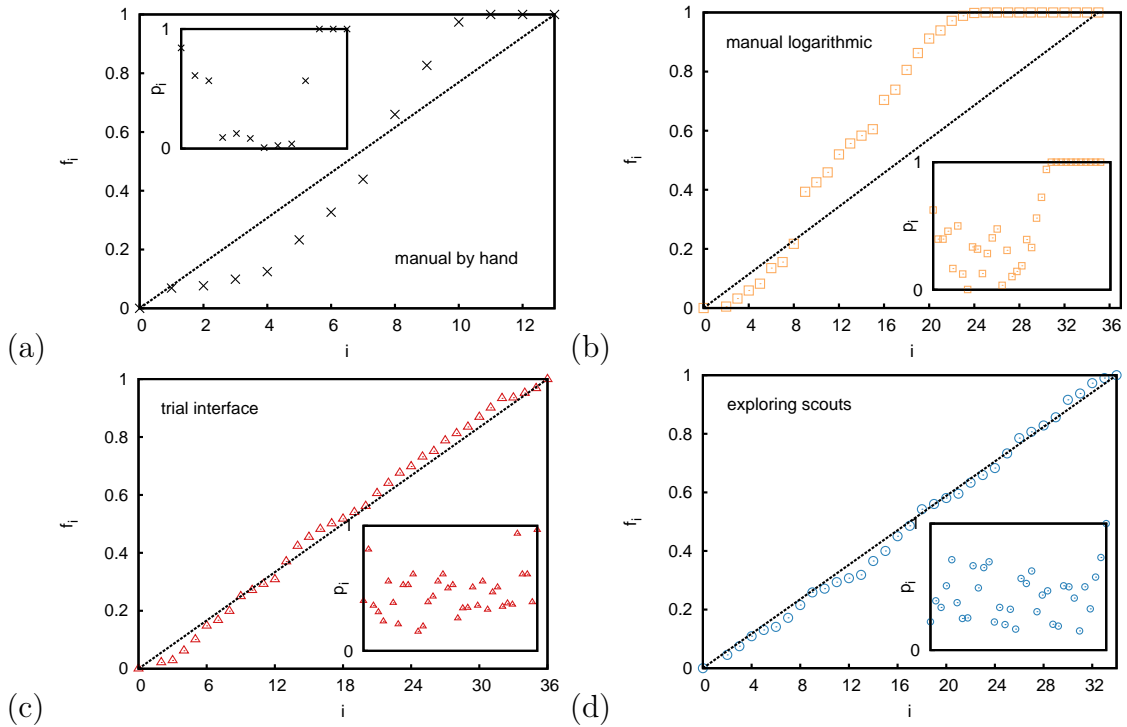 1
0.8
0.6
0.4
0.2
0
f_i
1
p_i
0
manual by hand
0 2 4 6 8 10 12
i
(a)
1
0.8
0.6
0.4
0.2
0
f_i
manual logarithmic
1
p_i
0
0 4 8 12 16 20 24 28 32 36
i
(b)
1
0.8
0.6
0.4
0.2
0
f_i
trial interface
1
p_i
0
0 6 12 18 24 30 36
i
(c)
1
0.8
0.6
0.4
0.2
0
f_i
exploring scouts
1
p_i
0
0 4 8 12 16 20 24 28 32
i
(d)